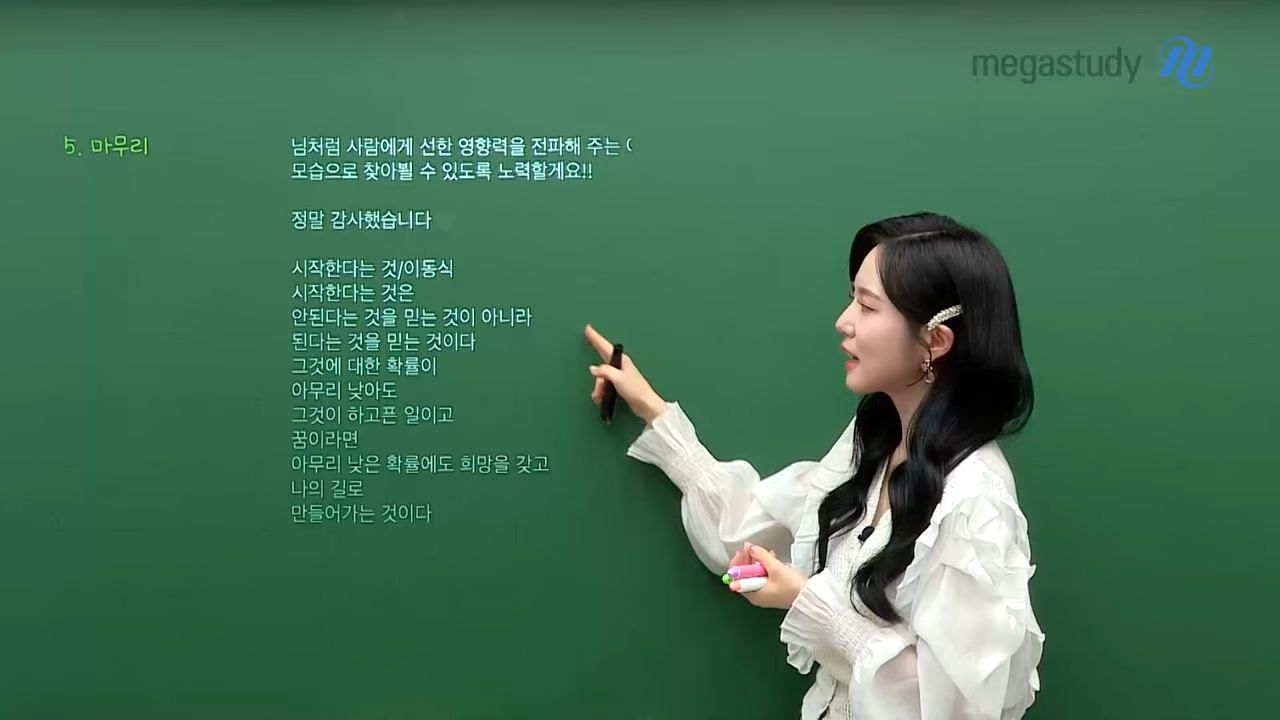 megastudy
5. 마무리
님처럼 사람에게 선한 영향력을 전파해 주는 (
모습으로 찾아뵐 수 있도록 노력할게요!!
정말 감사했습니다
시작한다는 것/이동식
시작한다는 것은
안된다는 것을 믿는 것이 아니라
된다는 것을 믿는 것이다
그것에 대한 확률이
아무리 낮아도
그것이 하고픈 일이고
꿈이라면
아무리 낮은 확률에도 희망을 갖고
나의 길로
만들어가는 것이다